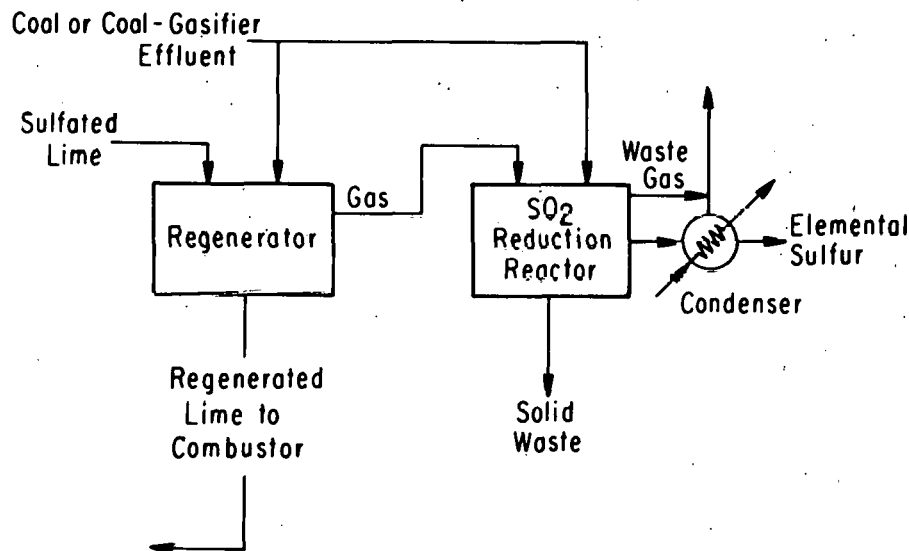 Coal or Coal-Gasifier
Effluent
Sulfated
Lime
Regenerator
Gas
SO2
Reduction
Reactor
Waste
Gas
Elemental
Sulfur
Condenser
Regenerated
Lime to
Combustor
Solid
Waste